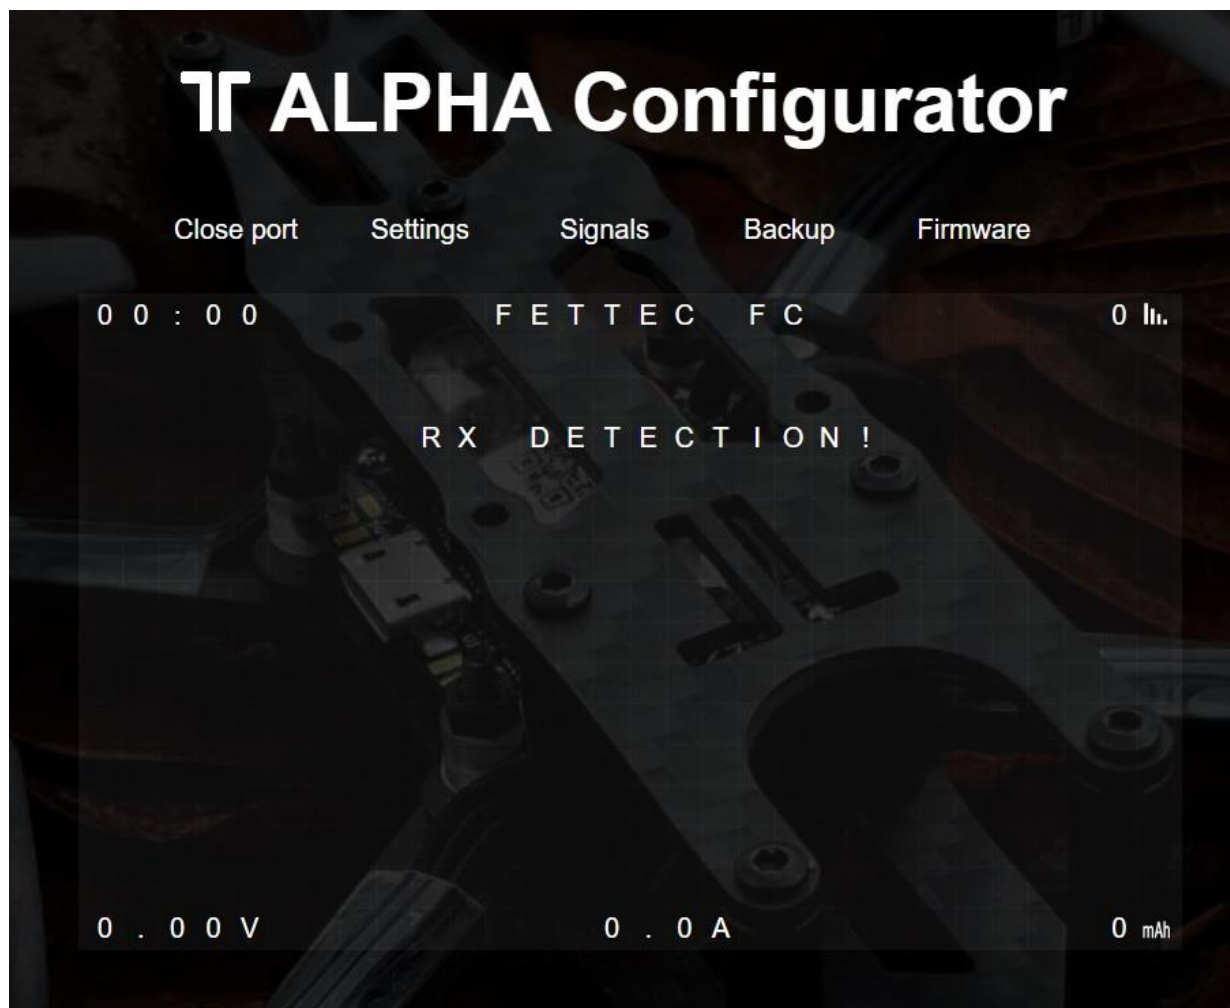 ALPHA Configurator
Close port Settings Signals Backup Firmware
00:00 FETTEC FC 0
RX DETECTION!
0.00V 0.0A 0 mAh